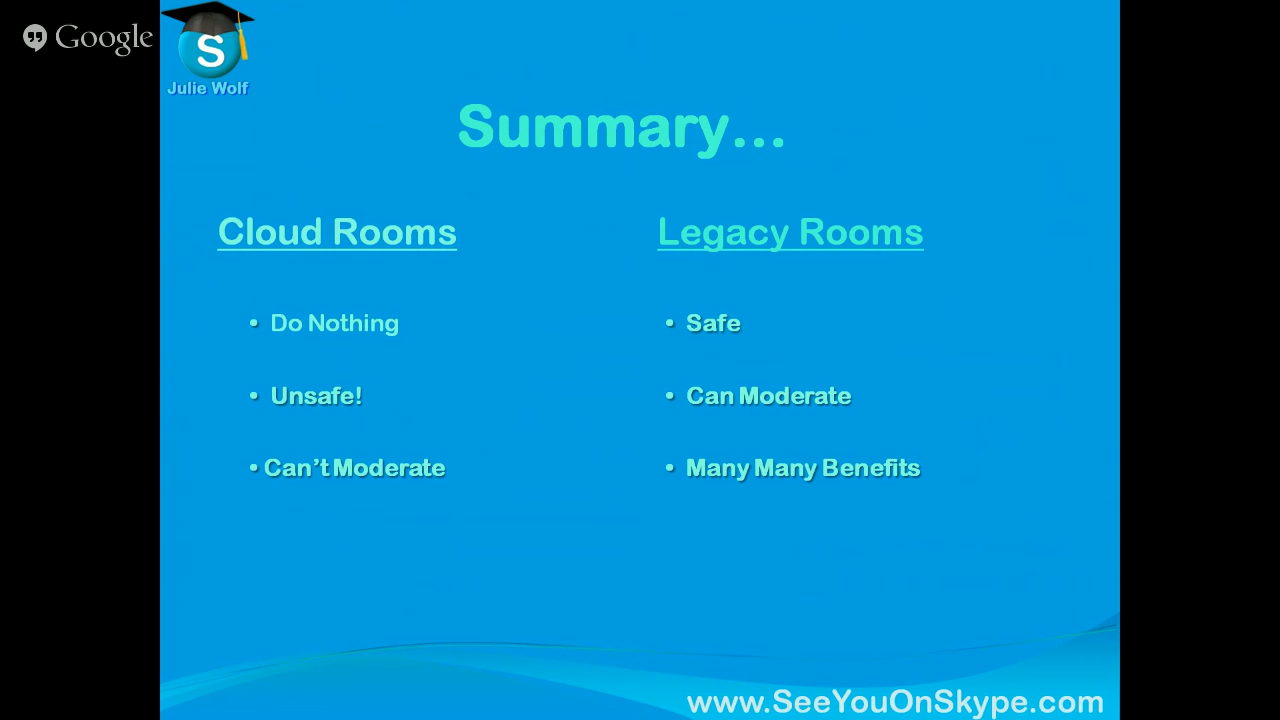 Google
S
Julie Wolf
Summary...
Cloud Rooms
• Do Nothing
• Unsafe!
• Can’t Moderate
Legacy Rooms
• Safe
• Can Moderate
• Many Many Benefits
www.SeeYouOnSkype.com